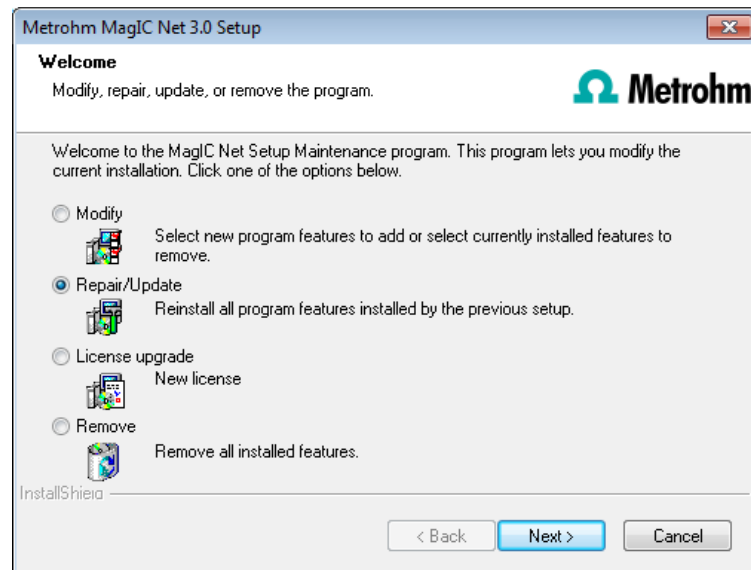 Metrohm MagIC Net 3.0 Setup
Welcome
Modify, repair, update, or remove the program.
Metrohm
Welcome to the MagIC Net Setup Maintenance program. This program lets you modify the
current installation. Click one of the options below.
Modify
Select new program features to add or select currently installed features to
remove.
Repair/Update
Reinstall all program features installed by the previous setup.
License upgrade
New license
Remove
Remove all installed features.
InstallShield
< Back Next > Cancel